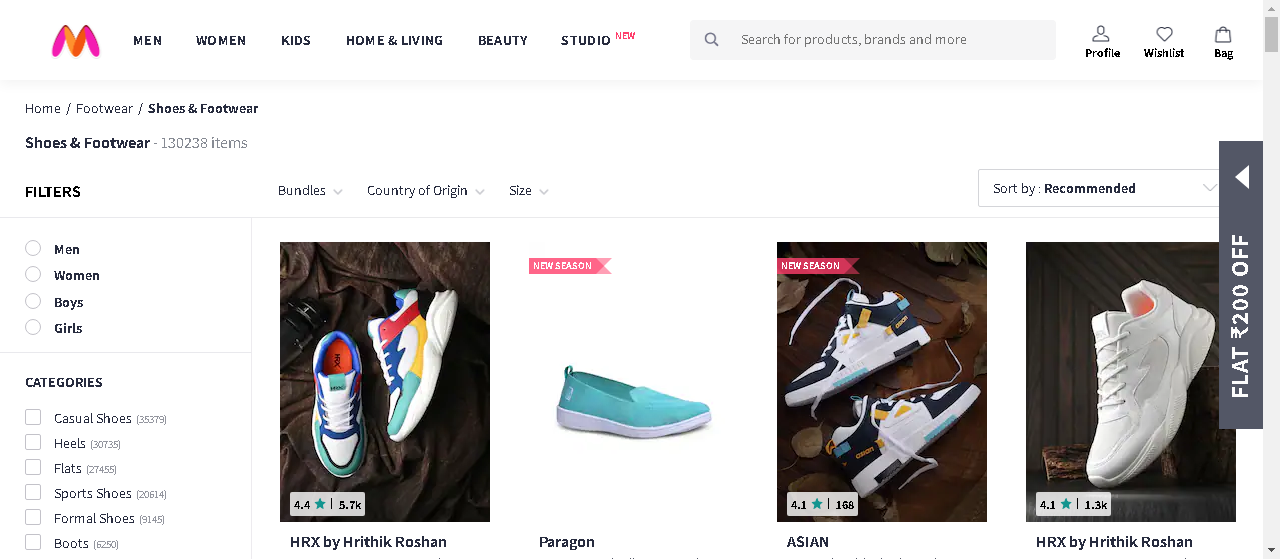 MEN WOMEN KIDS HOME & LIVING BEAUTY STUDIO NEW
Search for products, brands and more
Profile Wishlist Bag
Home / Footwear / Shoes & Footwear
Shoes & Footwear - 130238 items
FILTERS
Bundles Country of Origin Size
Sort by : Recommended
FLAT ₹200 OFF
Men
Women
Boys
Girls
CATEGORIES
Casual Shoes (35379)
Heels (30735)
Flats (27455)
Sports Shoes (20614)
Formal Shoes (9145)
Boots (6250)
HRX
4.4 ★ | 5.7k
HRX by Hrithik Roshan
NEW SEASON
Paragon
NEW SEASON
asian
asian
4.1 ★ | 168
ASIAN
4.1 ★ | 1.3k
HRX by Hrithik Roshan